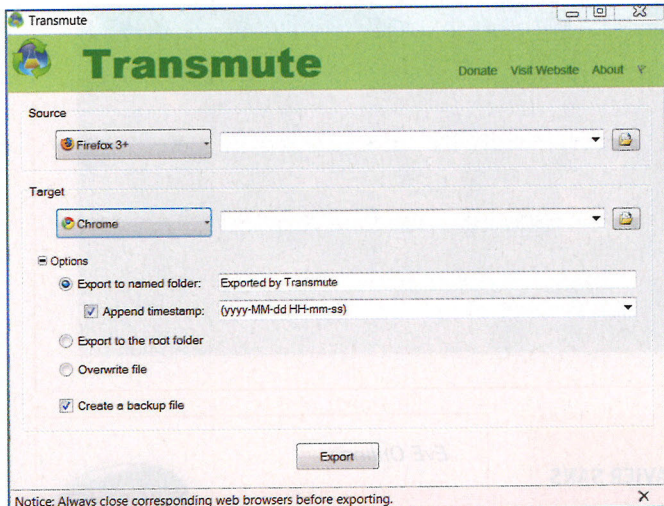 Transmute
Transmute
Donate Visit Website About
Source
Firefox 3+
Target
Chrome
Options
Export to named folder: Exported by Transmute
Append timestamp: (yyyy-MM-dd HH-mm-ss)
Export to the root folder
Overwrite file
Create a backup file
Export
Notice: Always close corresponding web browsers before exporting.